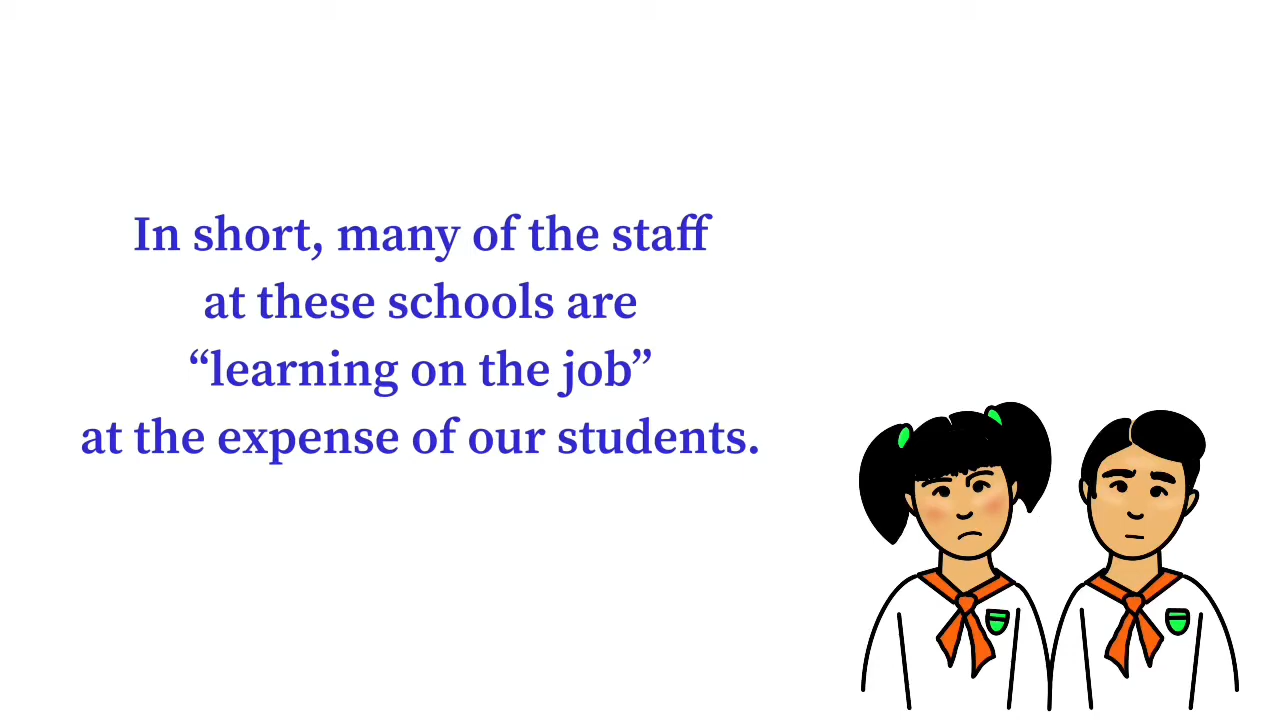 In short, many of the staff
at these schools are
“learning on the job”
at the expense of our students.